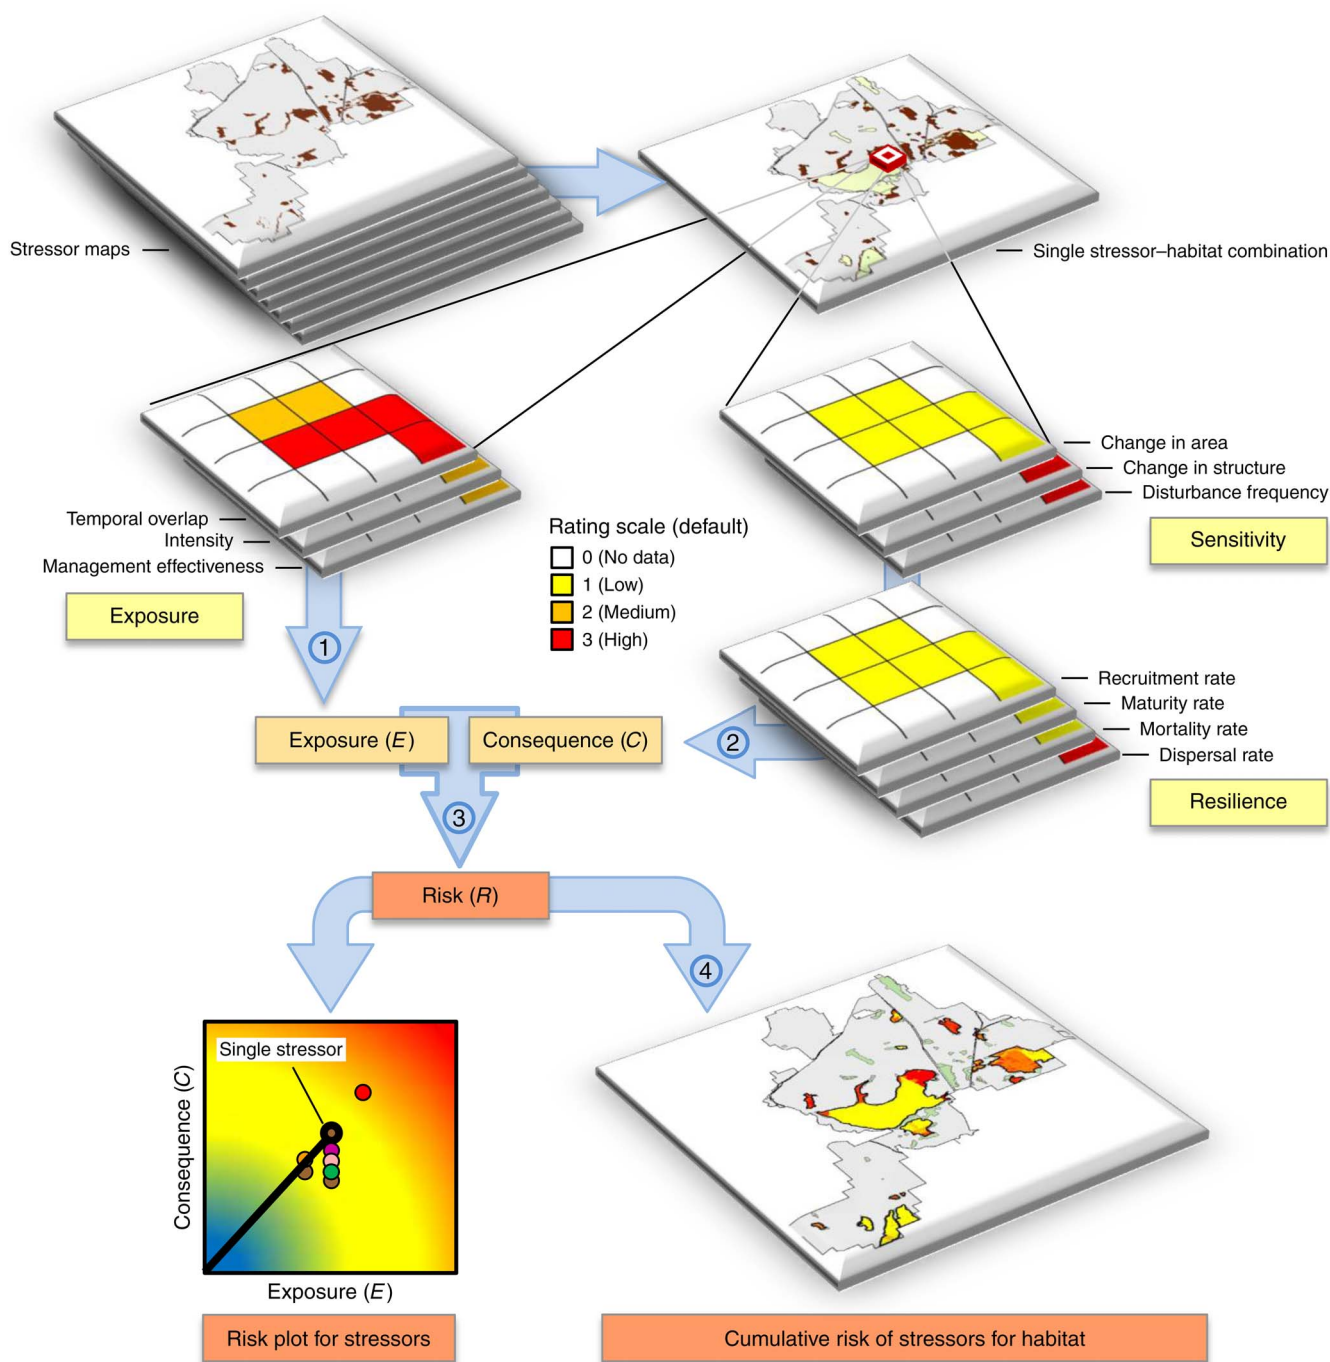 Stressor maps
Single stressor–habitat combination
Change in area
Change in structure
Disturbance frequency
Sensitivity
Temporal overlap
Intensity
Management effectiveness
Exposure
Rating scale (default)
0 (No data)
1 (Low)
2 (Medium)
3 (High)
1
Recruitment rate
Maturity rate
Mortality rate
Dispersal rate
Resilience
Exposure (E)
Consequence (C)
2
3
Risk (R)
4
Single stressor
Consequence (C)
Exposure (E)
Risk plot for stressors
Cumulative risk of stressors for habitat